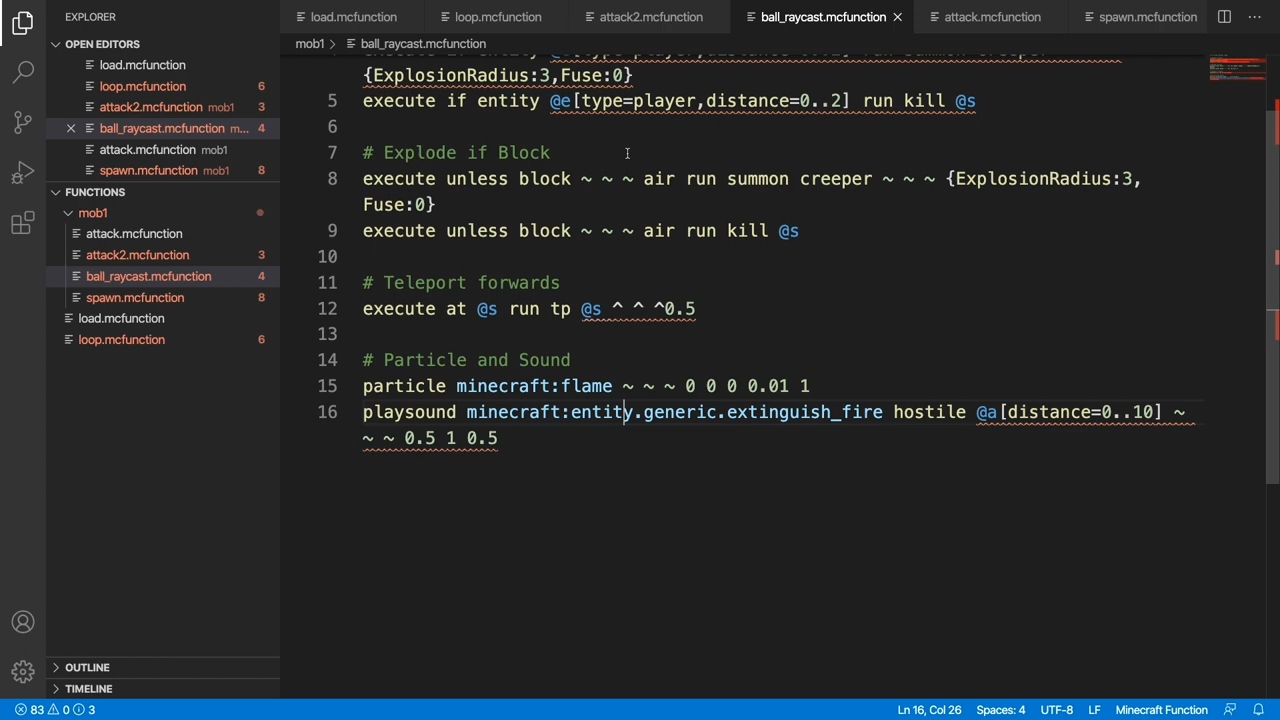 EXPLORER
load.mcfunction
loop.mcfunction
attack2.mcfunction
ball_raycast.mcfunction
attack.mcfunction
spawn.mcfunction
OPEN EDITORS
load.mcfunction
loop.mcfunction 6
attack2.mcfunction mob1 3
ball_raycast.mcfunction m... 4
attack.mcfunction mob1
spawn.mcfunction mob1 8
FUNCTIONS
mob1
attack.mcfunction
attack2.mcfunction 3
ball_raycast.mcfunction 4
spawn.mcfunction 8
load.mcfunction
loop.mcfunction 6
OUTLINE
TIMELINE
mob1 > ball_raycast.mcfunction
{ExplosionRadius:3,Fuse:0}
5 execute if entity @e[type=player,distance=0..2] run kill @s
6
7 # Explode if Block
8 execute unless block ~ ~ ~ air run summon creeper ~ ~ ~ {ExplosionRadius:3,
Fuse:0}
9 execute unless block ~ ~ ~ air run kill @s
10
11 # Teleport forwards
12 execute at @s run tp @s ^ ^ ^0.5
13
14 # Particle and Sound
15 particle minecraft:flame ~ ~ ~ 0 0 0 0.01 1
16 playsound minecraft:entity.generic.extinguish_fire hostile @a[distance=0..10] ~
~ ~ 0.5 1 0.5
83 0 3
Ln 16, Col 26
Spaces: 4
UTF-8
LF
Minecraft Function